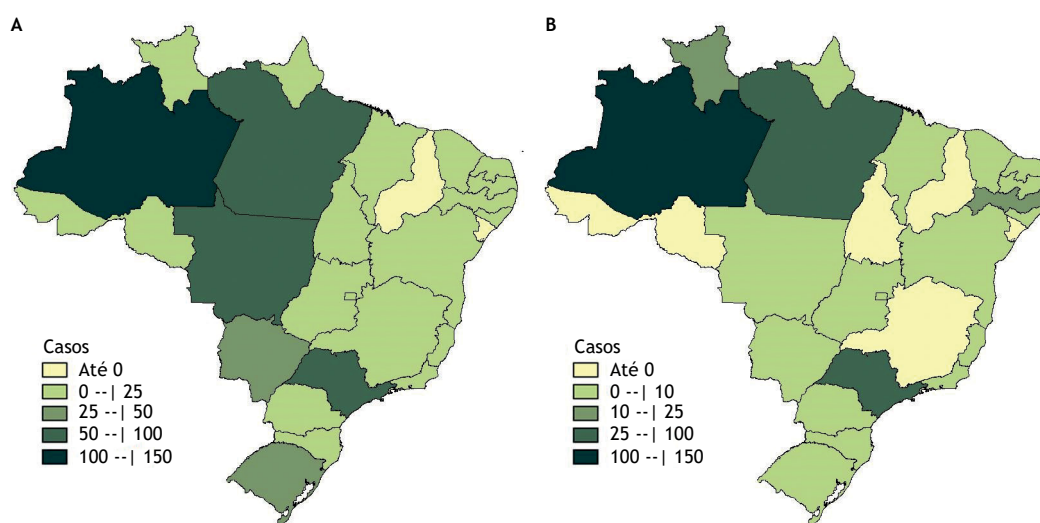 A
B
Casos
Até 0
0 --| 25
25 --| 50
50 --| 100
100 --| 150
Casos
Até 0
0 --| 10
10 --| 25
25 --| 100
100 --| 150